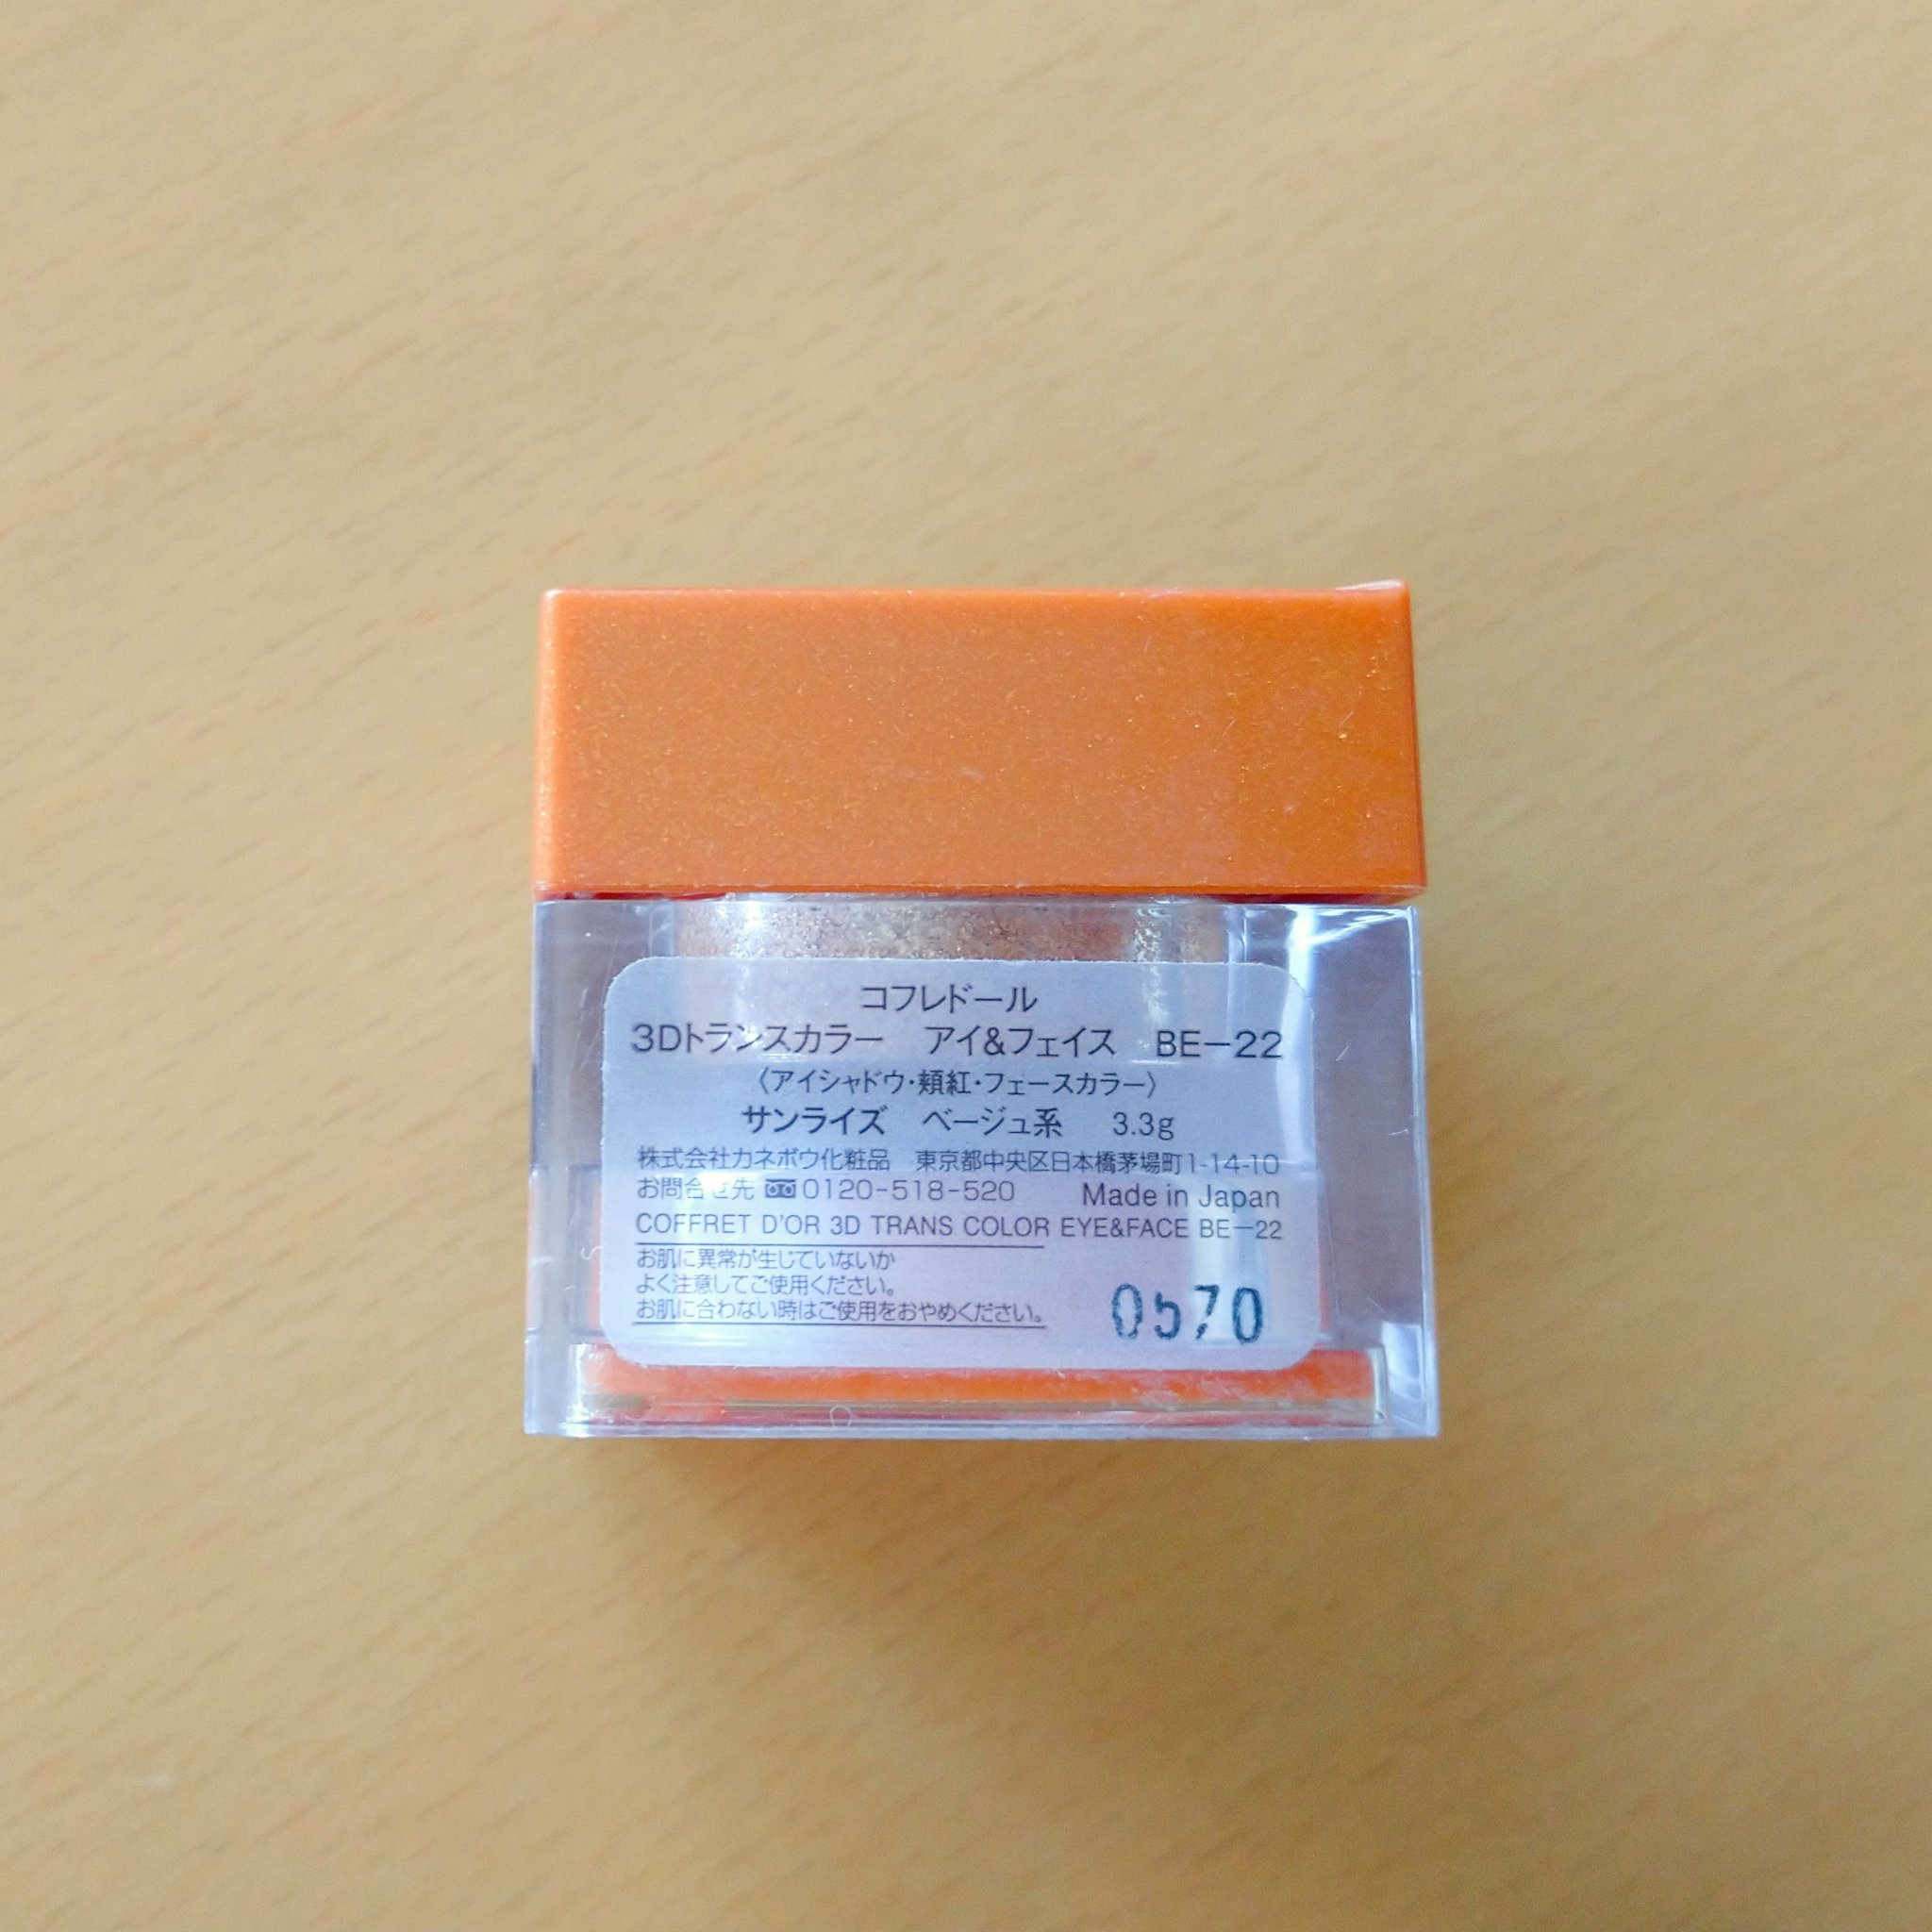 コフレドール
3Dトランスカラー　アイ&フェイス　BE－22
〈アイシャドウ・頬紅・フェースカラー〉
サンライズ　ベージュ系　3.3g
株式会社カネボウ化粧品　東京都中央区日本橋茅場町1-14-10
お問合せ先 0120-518-520　Made in Japan
COFFRET D'OR 3D TRANS COLOR EYE&FACE BE－22
お肌に異常が生じていないか
よく注意してご使用ください。
お肌に合わない時はご使用をおやめください。
0570